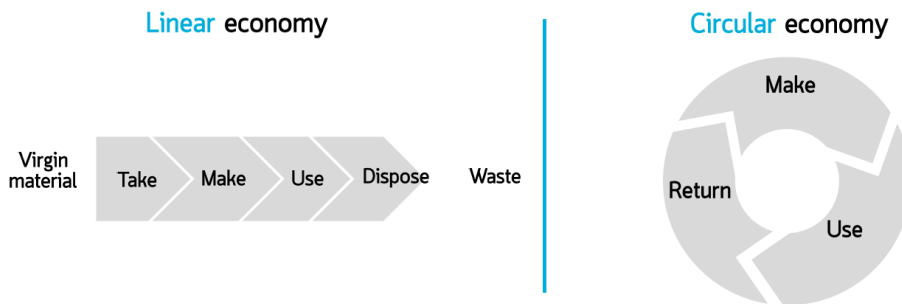 Linear economy
Virgin
material
Take
Make
Use
Dispose
Waste
Circular economy
Make
Use
Return